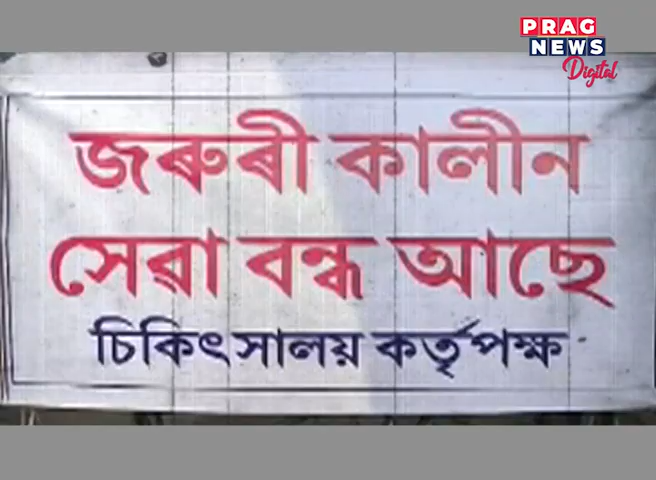 PRAG
NEWS
Digital
জৰুৰী কালীন
সেৱা বন্ধ আছে
চিকিৎসালয় কৰ্তৃপক্ষ